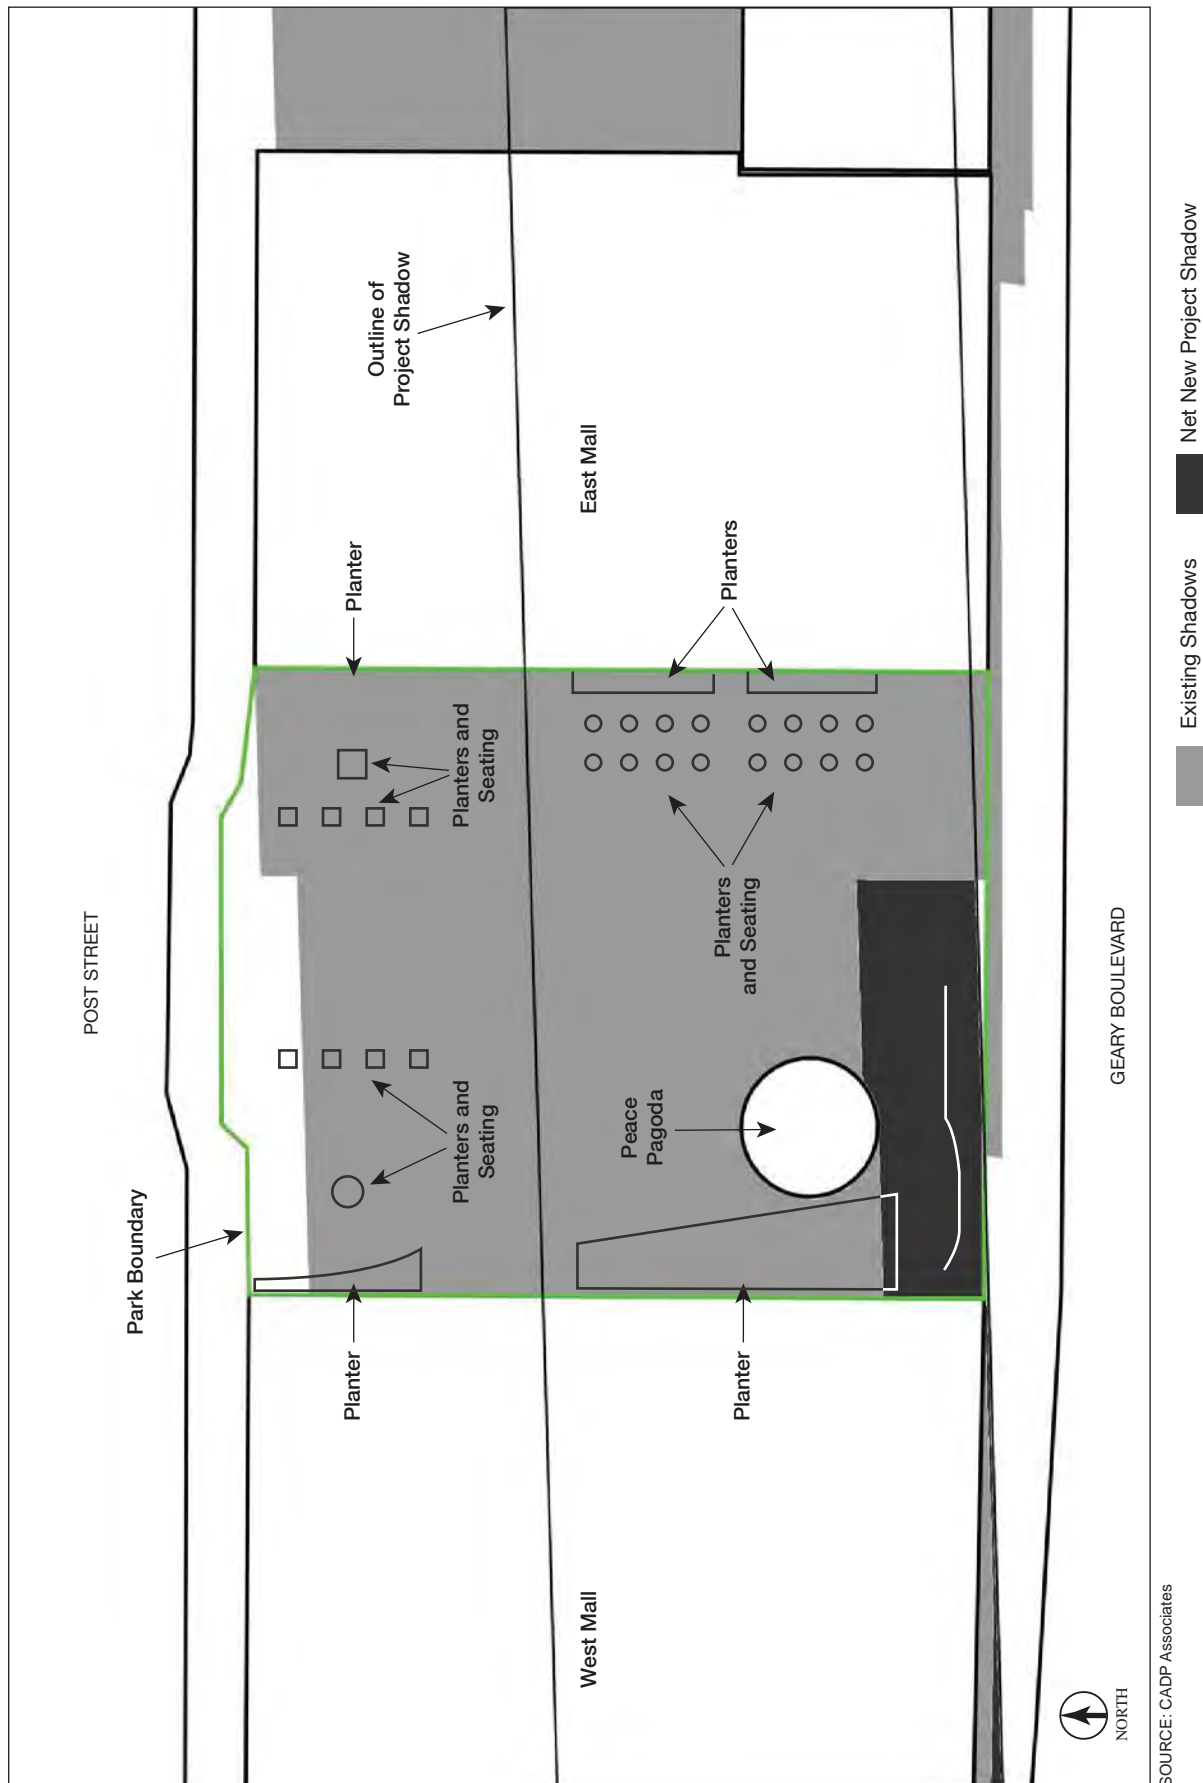 POST STREET
Park Boundary
Outline of
Project Shadow
Planter
Planters and
Seating
Planters and
Seating
Planter
West Mall
East Mall
Peace
Pagoda
Planters
and Seating
Planters
Planter
GEARY BOULEVARD
NORTH
SOURCE: CADP Associates
Existing Shadows
Net New Project Shadow